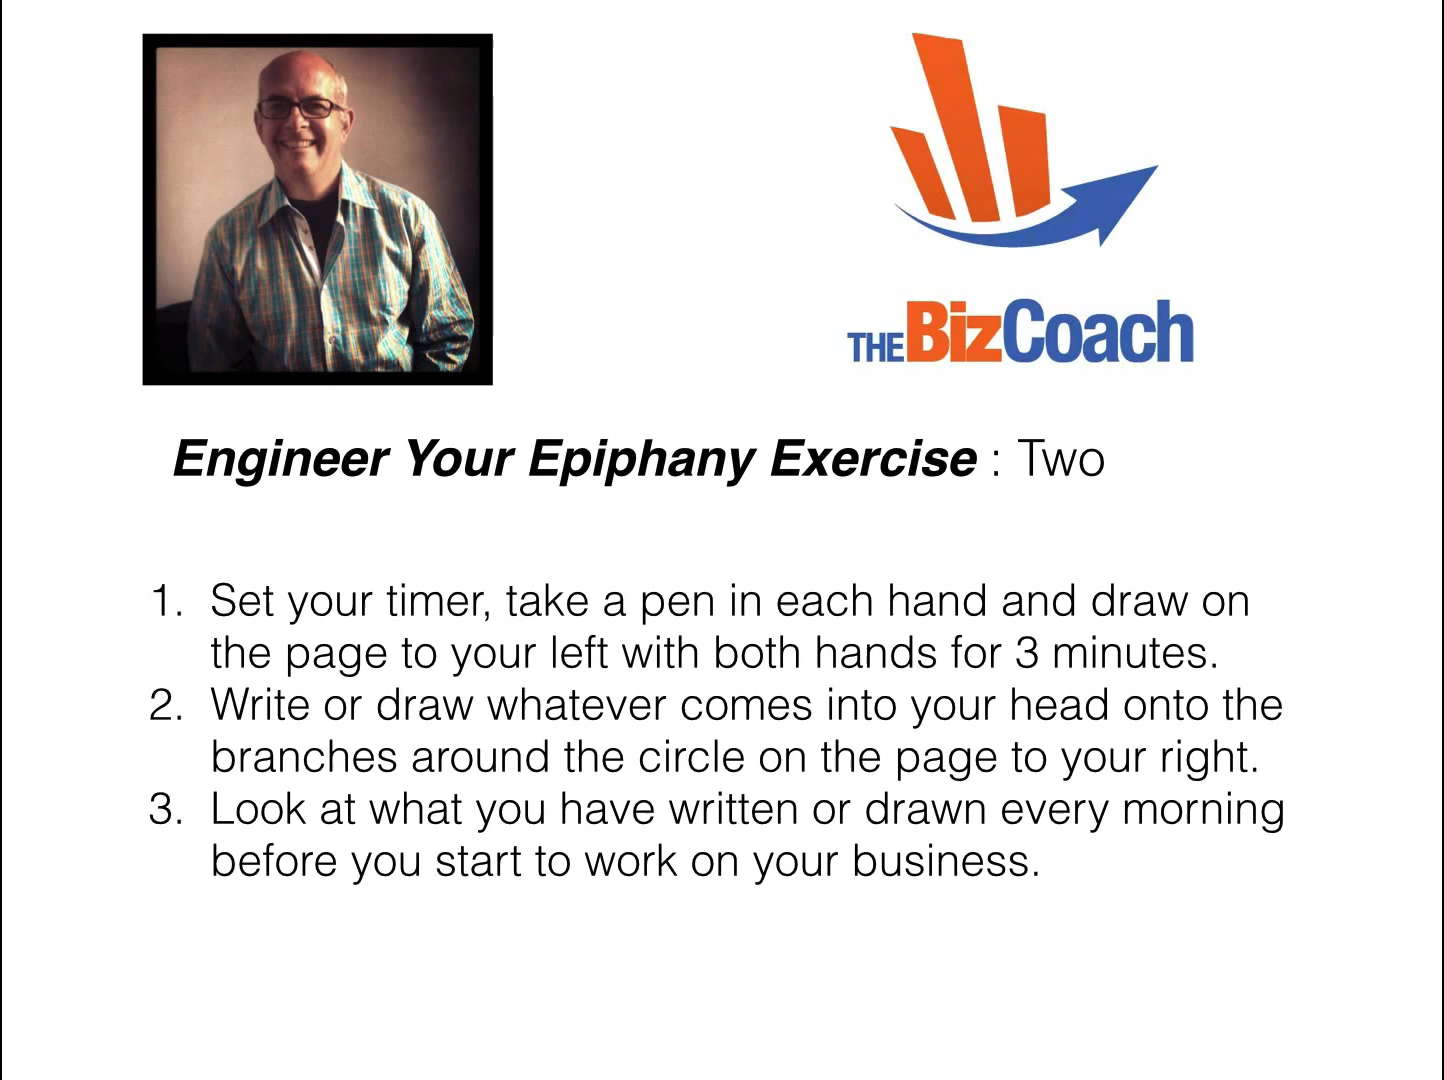 THE BizCoach
Engineer Your Epiphany Exercise : Two
1. Set your timer, take a pen in each hand and draw on
the page to your left with both hands for 3 minutes.
2. Write or draw whatever comes into your head onto the
branches around the circle on the page to your right.
3. Look at what you have written or drawn every morning
before you start to work on your business.